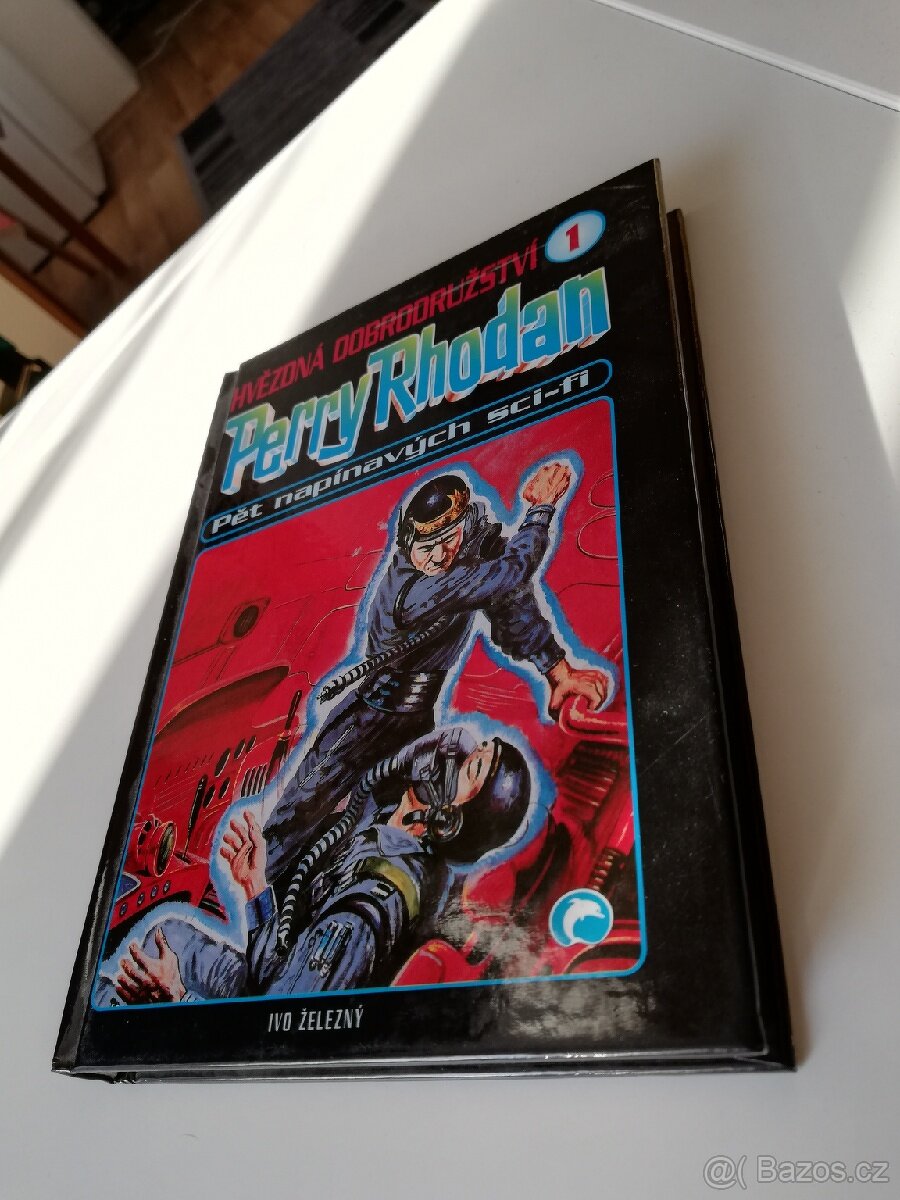 HVĚZDNÁ DOBRODRUŽSTVÍ 1
Perry Rhodan
Pět napínavých sci-fi
IVO ŽELEZNÝ
@( Bazos.cz